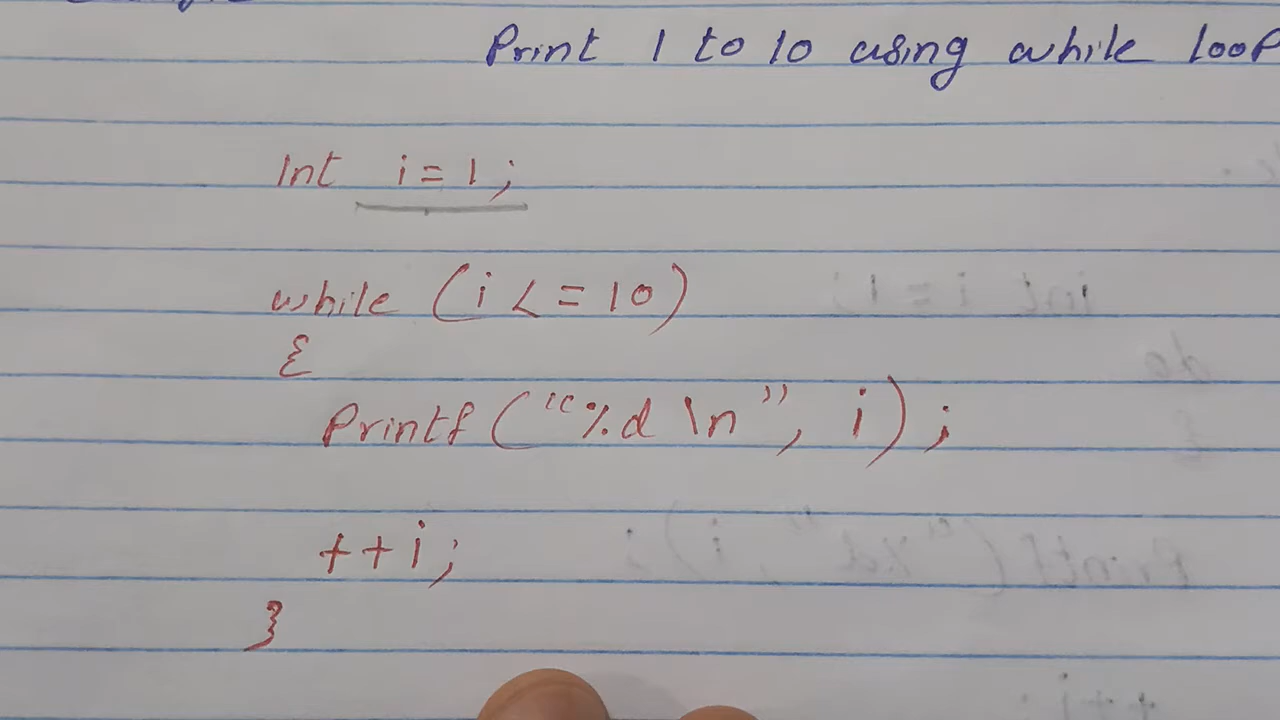 Print 1 to 10 using while loop
int i = 1;
while (i <= 10)
{
printf ("%d \n", i);
++i;
}